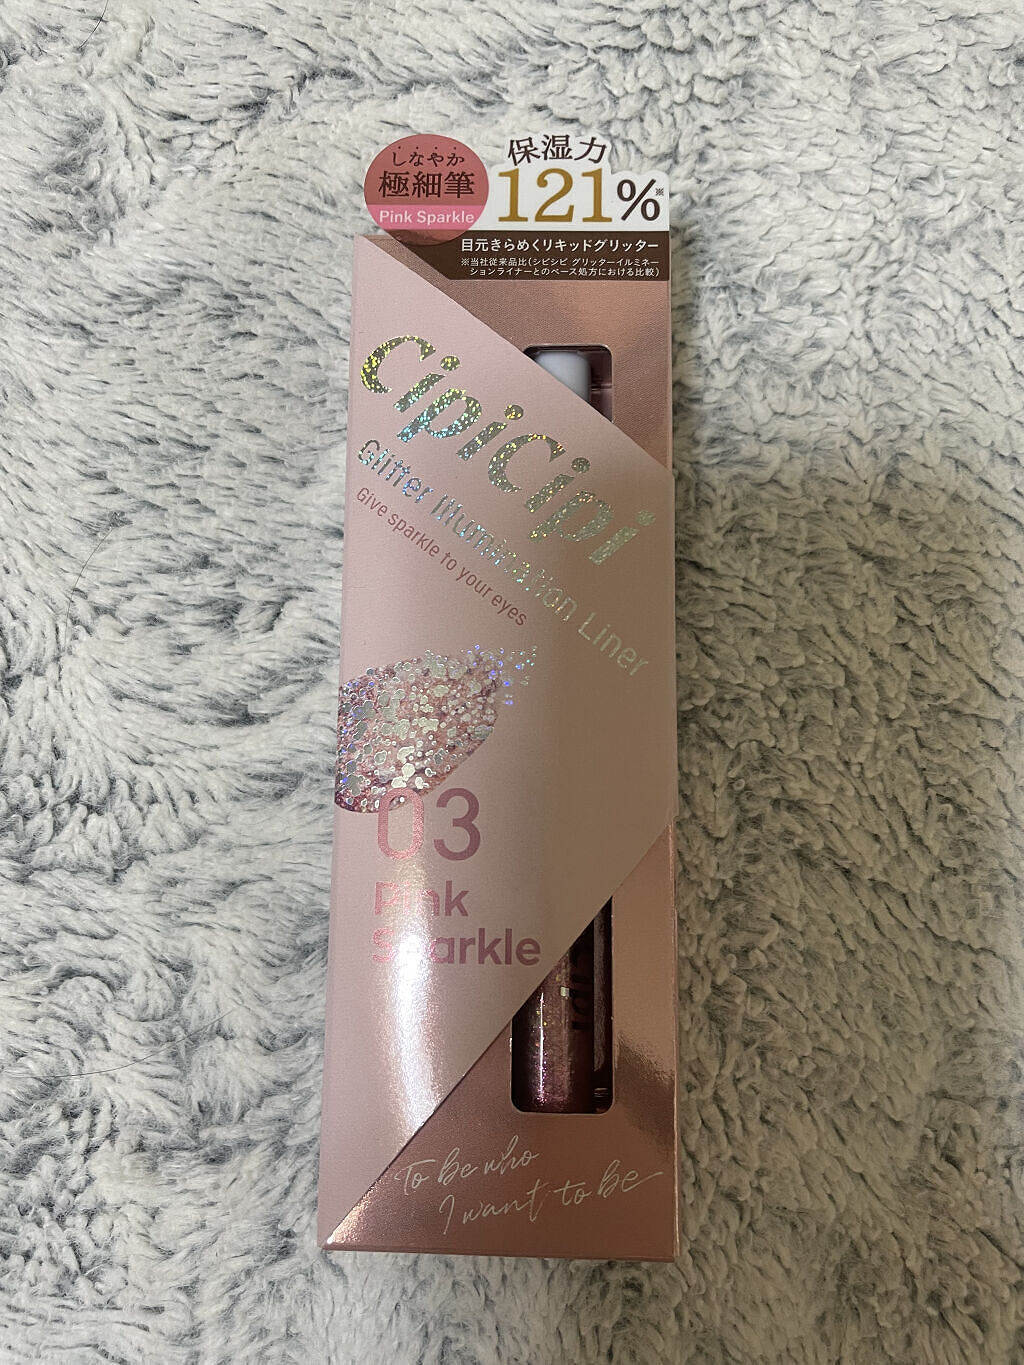 しなやか
極細筆
Pink Sparkle
保湿力
121%※
目元きらめくリキッドグリッター
※当社従来品比(シピシピ グリッターイルミネー
ションライナーとのベース処方における比較)
CipiCipi
Glitter Illumination Liner
Give sparkle to your eyes
03
Pink
Sparkle
To be who
I want to be